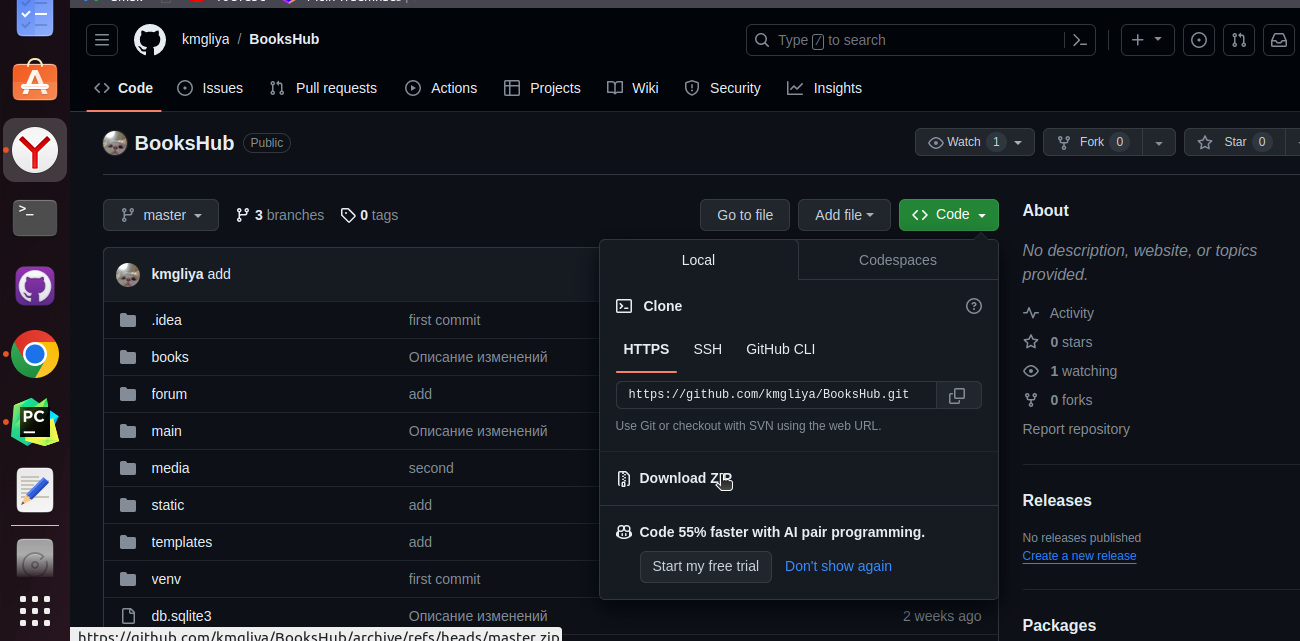 kmgliya / BooksHub
Type / to search
Code Issues Pull requests Actions Projects Wiki Security Insights
BooksHub Public
Watch 1 Fork 0 Star 0
master 3 branches 0 tags Go to file Add file Code
kmgliya add
.idea first commit
books Описание изменений
forum add
main Описание изменений
media second
static add
templates add
venv first commit
db.sqlite3 Описание изменений 2 weeks ago
Local Codespaces
Clone
HTTPS SSH GitHub CLI
https://github.com/kmgliya/BooksHub.git
Use Git or checkout with SVN using the web URL.
Download ZIP
Code 55% faster with AI pair programming.
Start my free trial Don't show again
About
No description, website, or topics
provided.
Activity
0 stars
1 watching
0 forks
Report repository
Releases
No releases published
Create a new release
Packages
PC
https://github.com/kmgliya/BooksHub/archive/refs/heads/master.zip